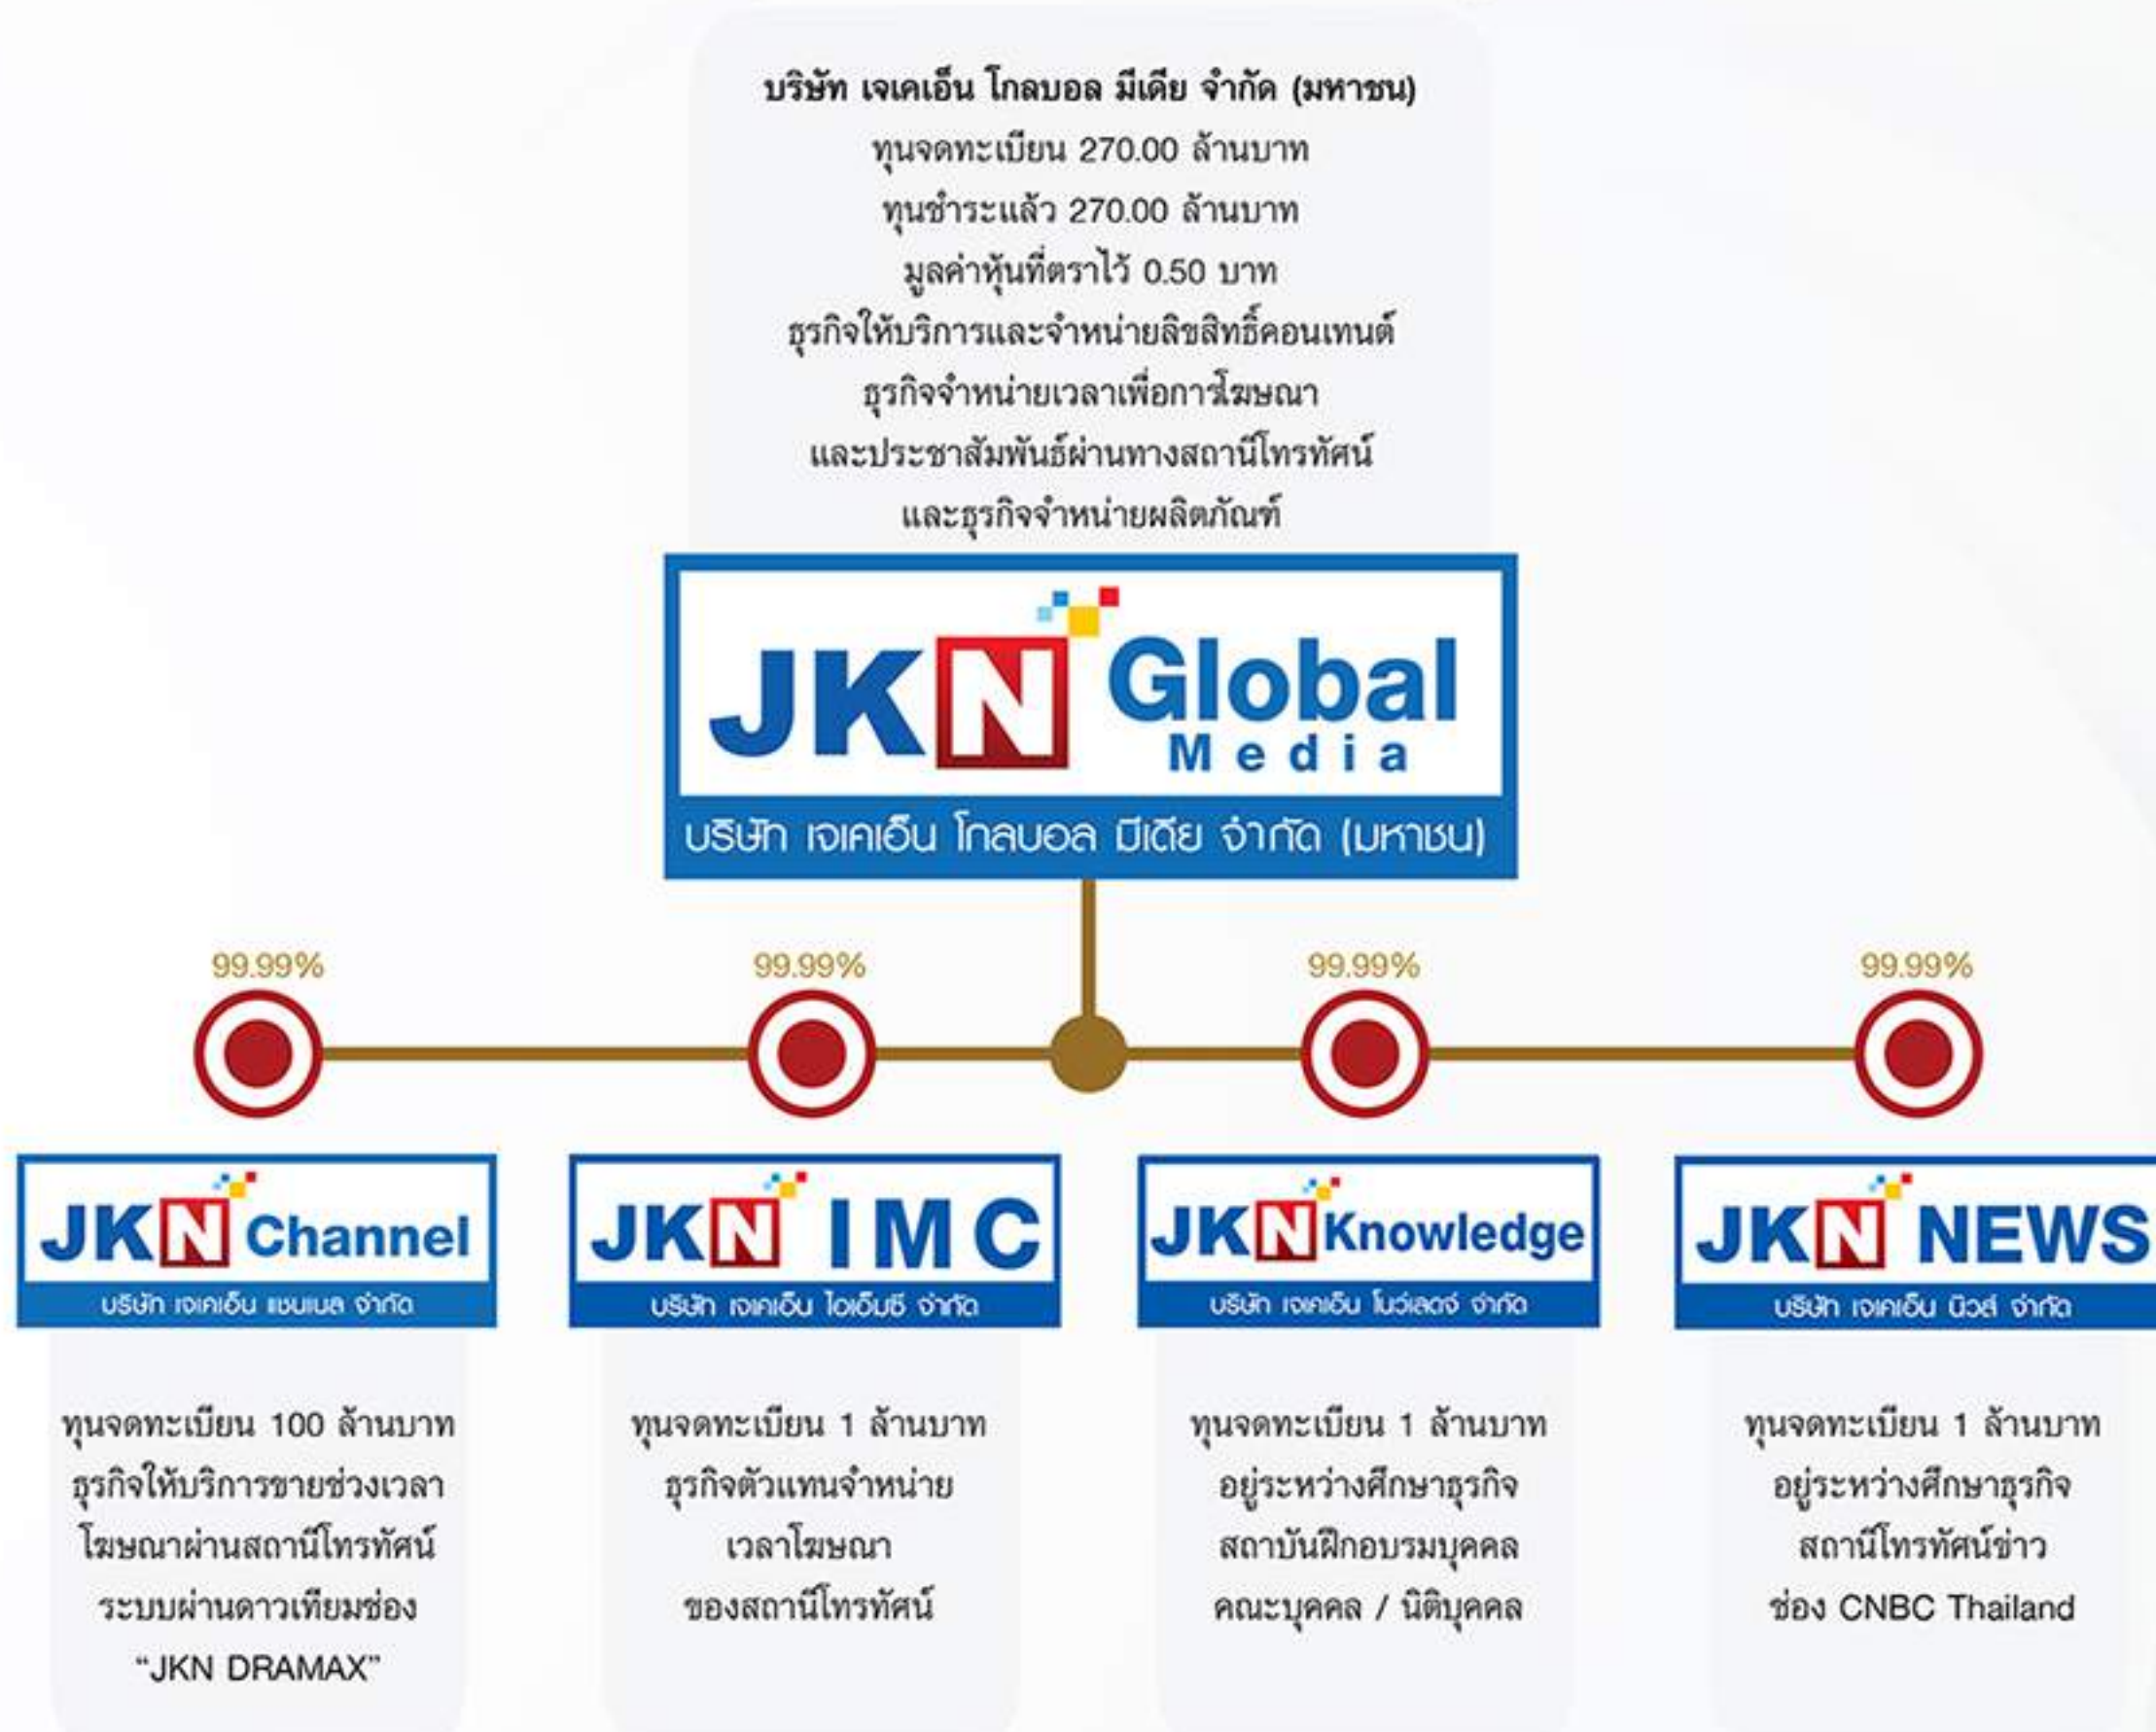 บริษัท เจเคเอ็น โกลบอล มีเดีย จำกัด (มหาชน)
ทุนจดทะเบียน 270.00 ล้านบาท
ทุนชำระแล้ว 270.00 ล้านบาท
มูลค่าหุ้นที่ตราไว้ 0.50 บาท
ธุรกิจให้บริการและจำหน่ายลิขสิทธิ์คอนเทนต์
ธุรกิจจำหน่ายเวลาเพื่อการโฆษณา
และประชาสัมพันธ์ผ่านทางสถานีโทรทัศน์
และธุรกิจจำหน่ายผลิตภัณฑ์
JKN Global
Media
บริษัท เจเคเอ็น โกลบอล มีเดีย จำกัด (มหาชน)
99.99%
99.99%
99.99%
99.99%
JKN Channel
บริษัท เจเคเอ็น แชนแนล จำกัด
ทุนจดทะเบียน 100 ล้านบาท
ธุรกิจให้บริการขายช่วงเวลา
โฆษณาผ่านสถานีโทรทัศน์
ระบบผ่านดาวเทียมช่อง
“JKN DRAMAX”
JKN IMC
บริษัท เจเคเอ็น ไอเอ็มซี จำกัด
ทุนจดทะเบียน 1 ล้านบาท
ธุรกิจตัวแทนจำหน่าย
เวลาโฆษณา
ของสถานีโทรทัศน์
JKN Knowledge
บริษัท เจเคเอ็น โนว์เลดจ์ จำกัด
ทุนจดทะเบียน 1 ล้านบาท
อยู่ระหว่างศึกษาธุรกิจ
สถาบันฝึกอบรมบุคคล
คณะบุคคล / นิติบุคคล
JKN NEWS
บริษัท เจเคเอ็น นิวส์ จำกัด
ทุนจดทะเบียน 1 ล้านบาท
อยู่ระหว่างศึกษาธุรกิจ
สถานีโทรทัศน์ข่าว
ช่อง CNBC Thailand